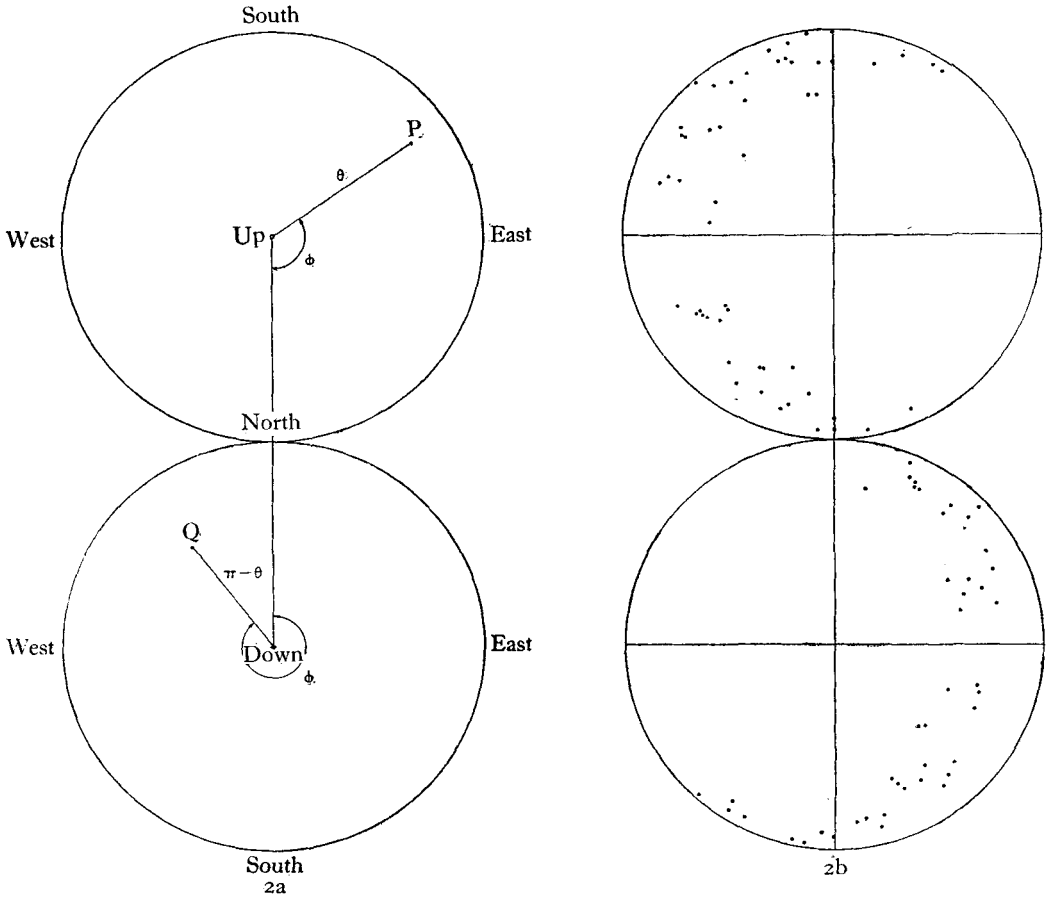 South
P
θ
West
Up
East
φ
North
Q
π−θ
West
Down
East
φ
South
2a
2b